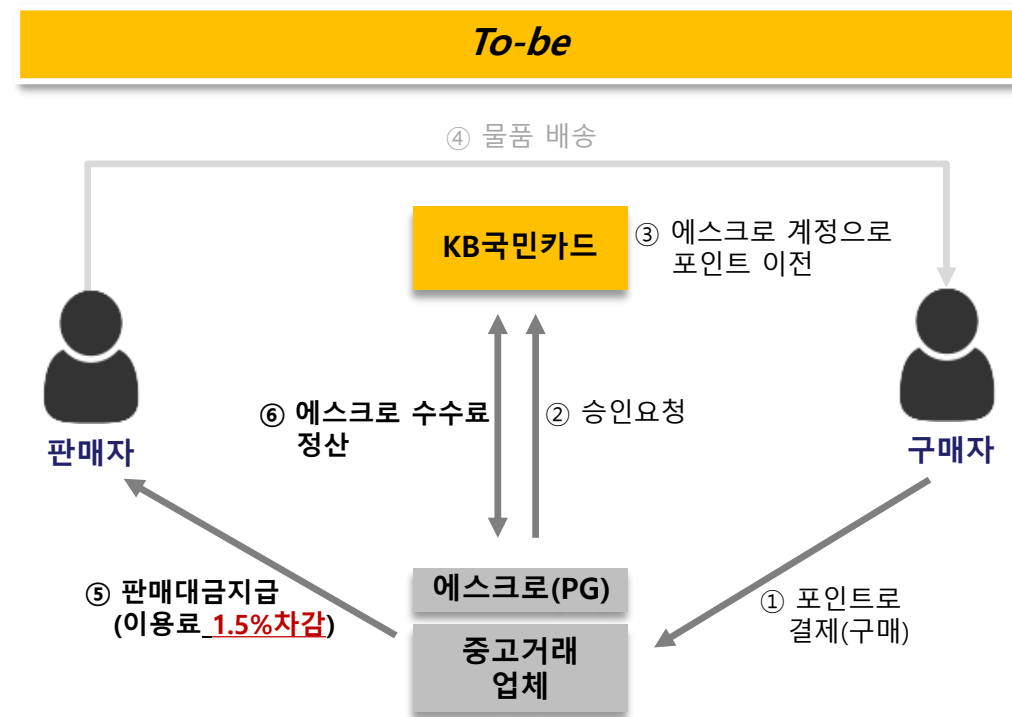 To-be
④ 물품 배송
KB국민카드
③ 에스크로 계정으로
포인트 이전
판매자
구매자
⑥ 에스크로 수수료
정산
② 승인요청
⑤ 판매대금지급
(이용료 1.5%차감)
에스크로(PG)
중고거래
업체
① 포인트로
결제(구매)